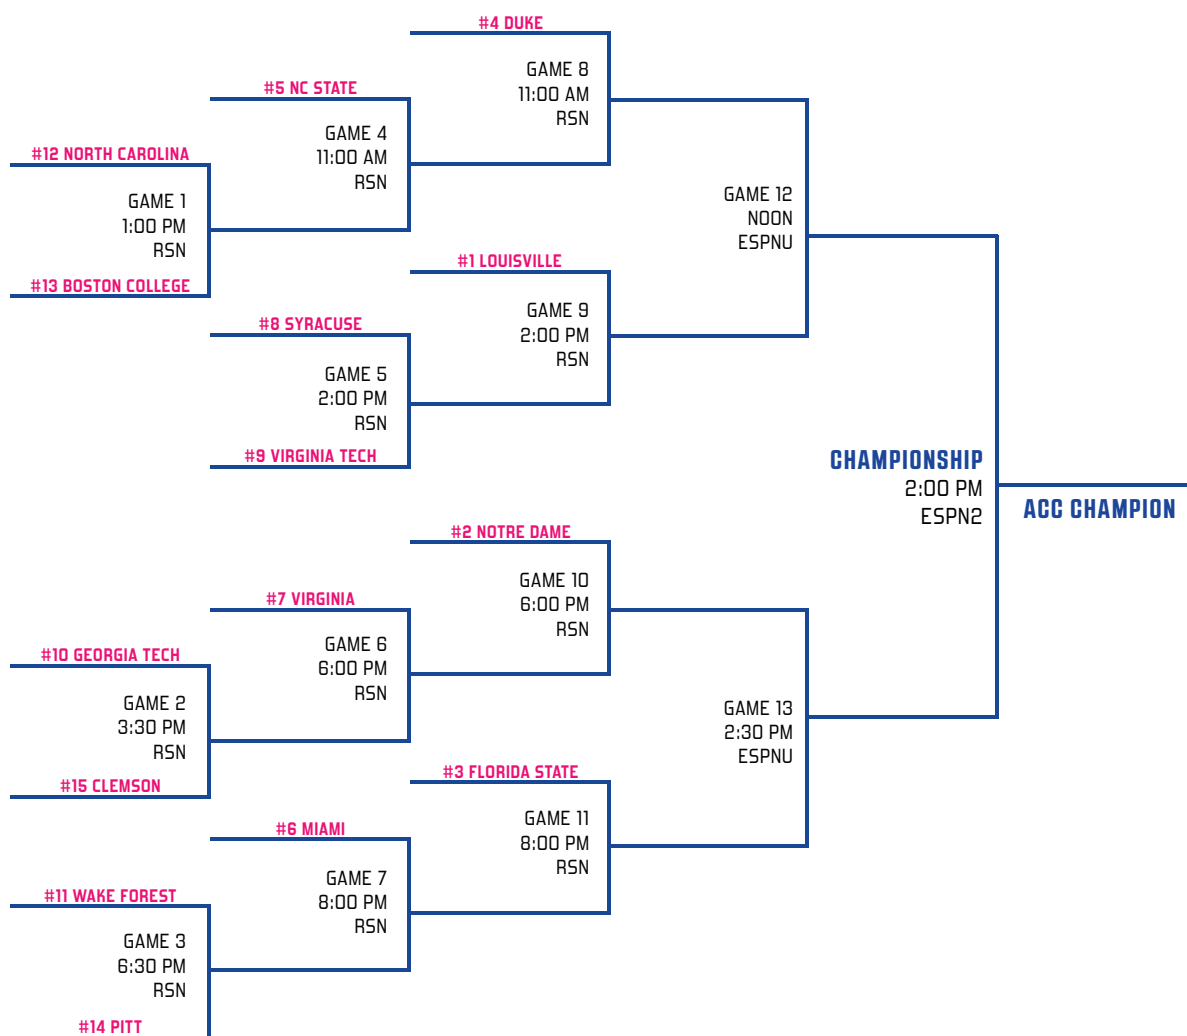 #4 DUKE
GAME 8
11:00 AM
RSN
#5 NC STATE
GAME 4
11:00 AM
RSN
#12 NORTH CAROLINA
GAME 1
1:00 PM
RSN
#13 BOSTON COLLEGE
GAME 12
NOON
ESPNU
#1 LOUISVILLE
GAME 9
2:00 PM
RSN
#8 SYRACUSE
GAME 5
2:00 PM
RSN
#9 VIRGINIA TECH
CHAMPIONSHIP
2:00 PM
ESPN2
ACC CHAMPION
#2 NOTRE DAME
GAME 10
6:00 PM
RSN
#7 VIRGINIA
GAME 6
6:00 PM
RSN
#10 GEORGIA TECH
GAME 2
3:30 PM
RSN
#15 CLEMSON
GAME 13
2:30 PM
ESPNU
#3 FLORIDA STATE
GAME 11
8:00 PM
RSN
#6 MIAMI
GAME 7
8:00 PM
RSN
#11 WAKE FOREST
GAME 3
6:30 PM
RSN
#14 PITT